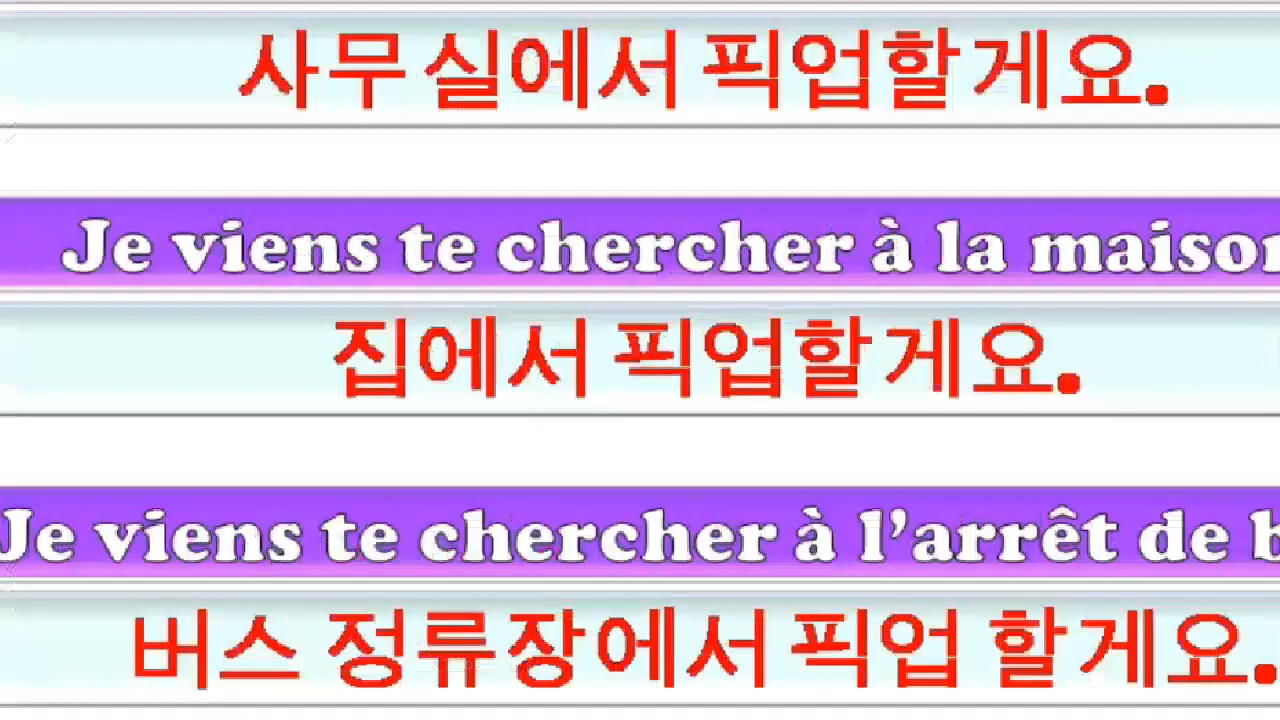 사무실에서 픽업할게요.
Je viens te chercher à la maison
집에서 픽업할게요.
Je viens te chercher à l’arrêt de b
버스 정류장에서 픽업 할게요.